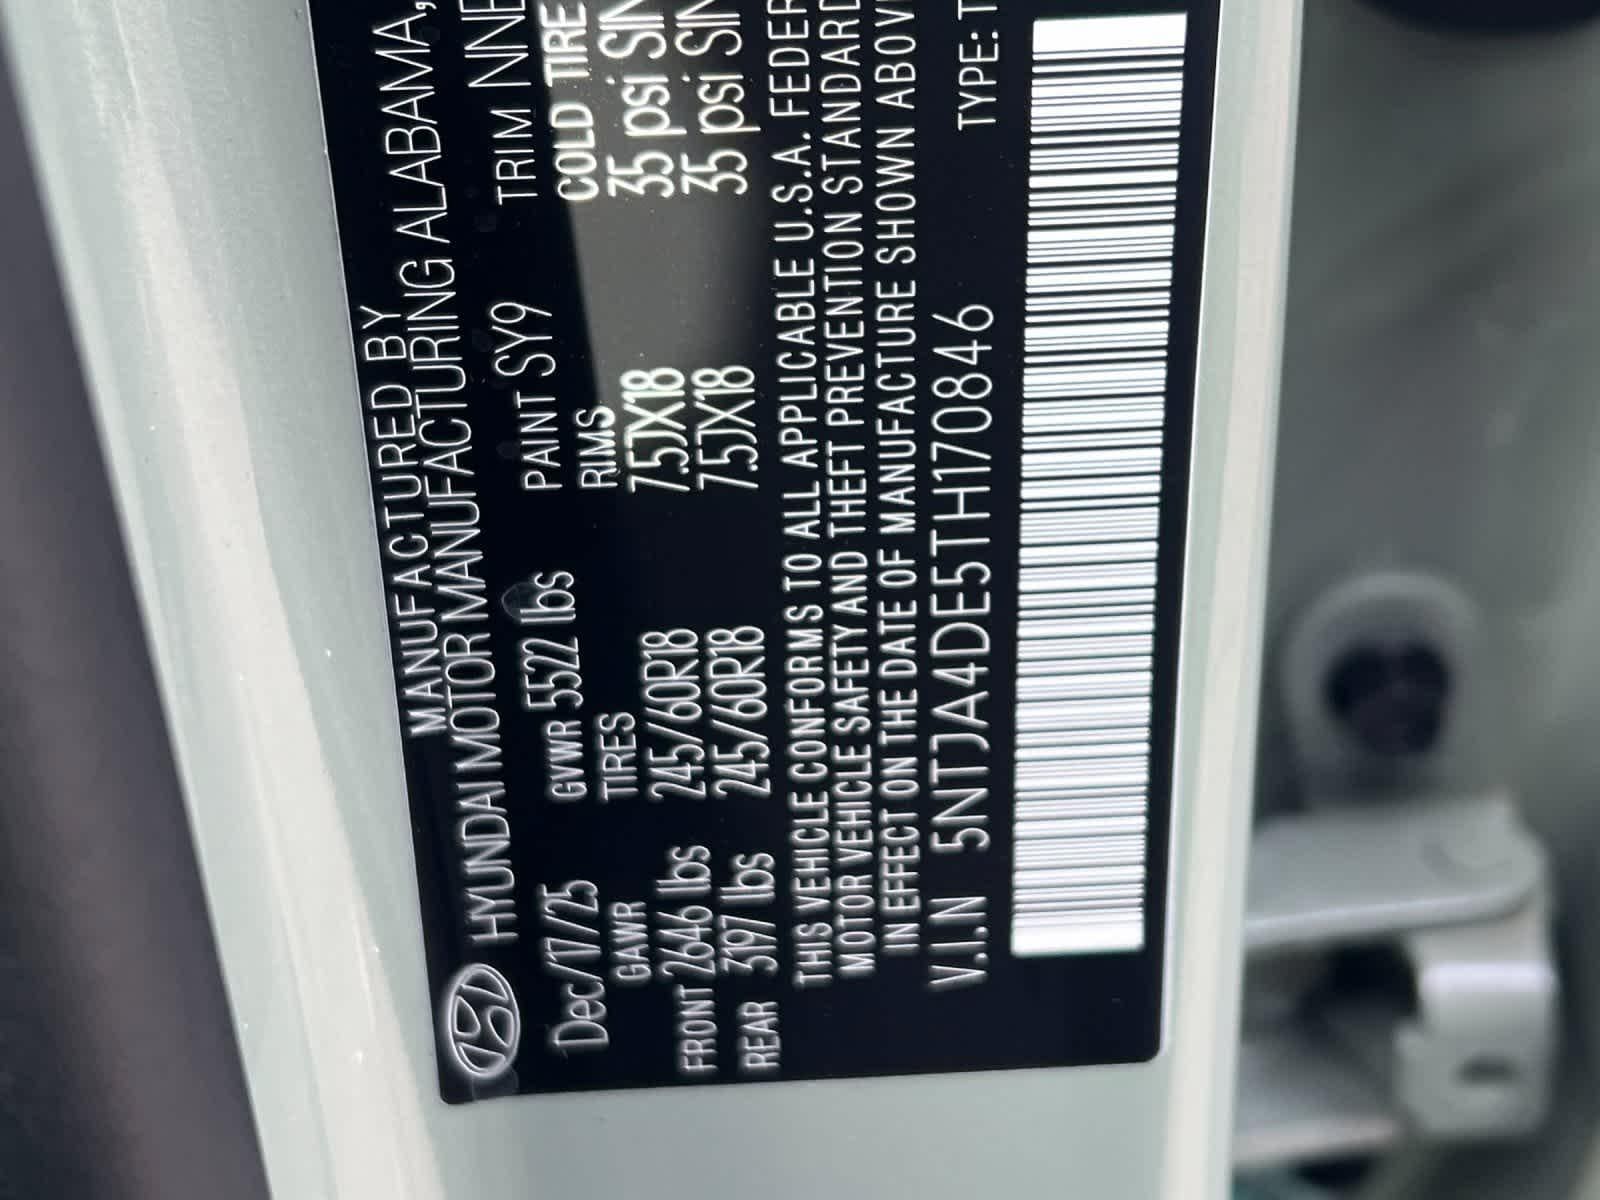 MANUFACTURED BY
HYUNDAI MOTOR MANUFACTURING ALABAMA,
Dec/17/25 GVWR 5522 lbs PAINT SY9 TRIM NNE
GAWR TIRES RIMS COLD TIRE
FRONT 2646 lbs 245/60R18 7.5JX18 35 psi SIN
REAR 3197 lbs 245/60R18 7.5JX18 35 psi SIN
THIS VEHICLE CONFORMS TO ALL APPLICABLE U.S.A. FEDER
MOTOR VEHICLE SAFETY AND THEFT PREVENTION STANDARD
IN EFFECT ON THE DATE OF MANUFACTURE SHOWN ABOV
V.I.N 5NTJA4DE5TH170846 TYPE: T